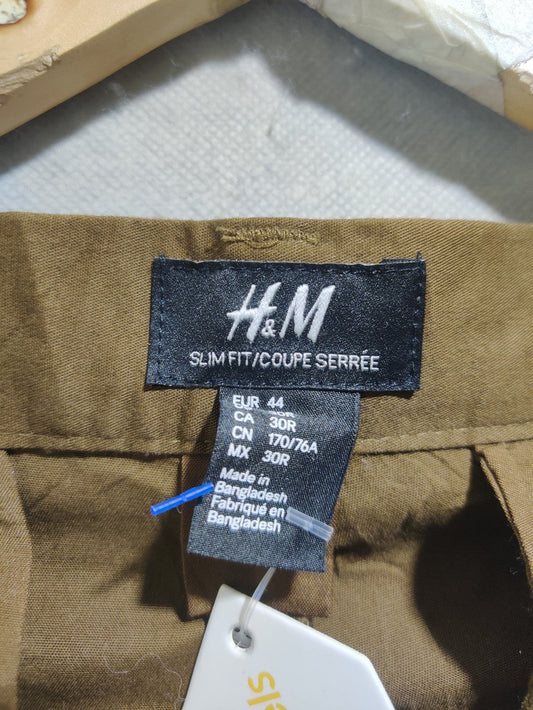 H&M
SLIM FIT/COUPE SERRÉE
EUR 44
CA 30R
CN 170/76A
MX 30R
Made in
Bangladesh
Fabriqué en
Bangladesh